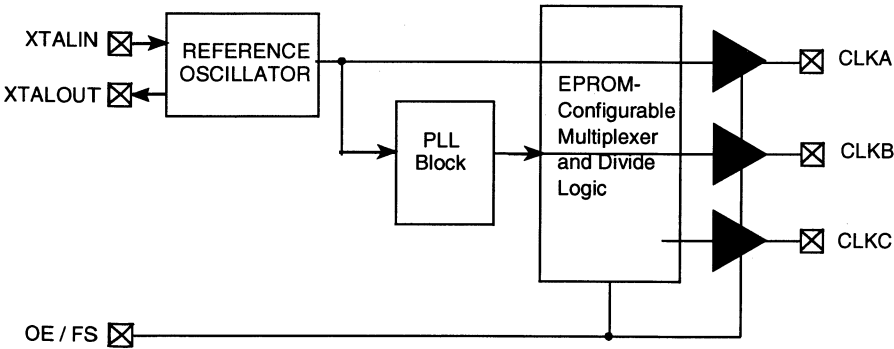 XTALIN
XTALOUT
REFERENCE
OSCILLATOR
PLL
Block
EPROM-
Configurable
Multiplexer
and Divide
Logic
CLKA
CLKB
CLKC
OE / FS